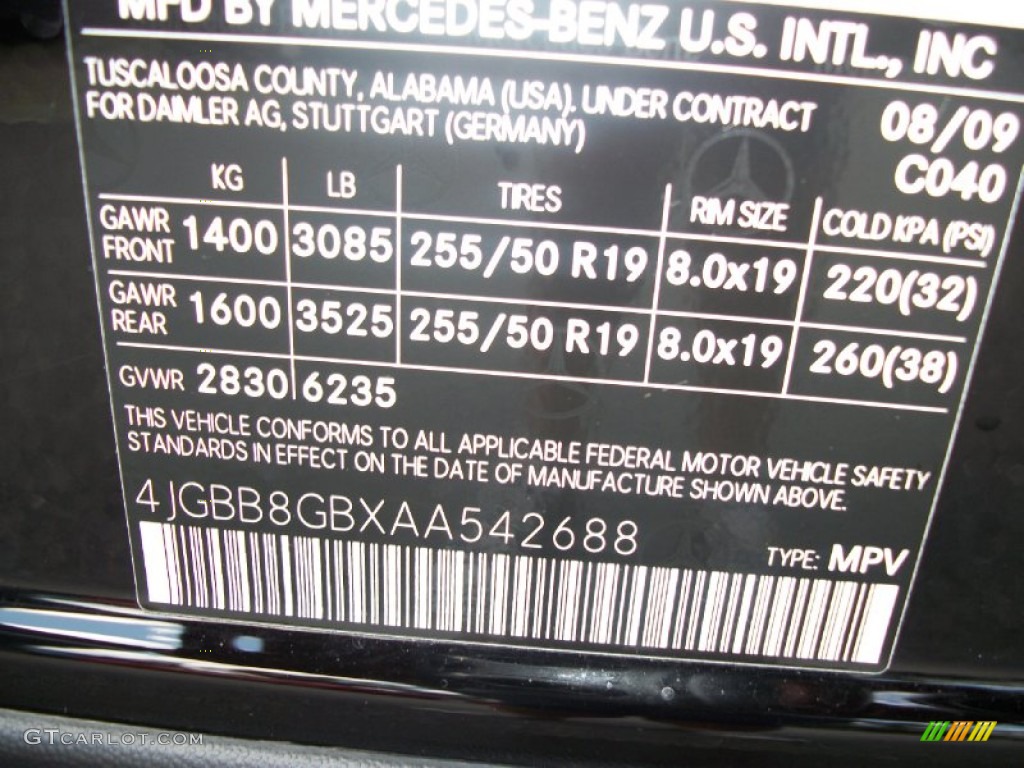 MFD BY MERCEDES-BENZ U.S. INTL., INC
TUSCALOOSA COUNTY, ALABAMA (USA). UNDER CONTRACT
FOR DAIMLER AG, STUTTGART (GERMANY)
08/09
C040
KG LB TIRES RIM SIZE COLD KPA (PSI)
GAWR FRONT 1400 3085 255/50 R19 8.0x19 220(32)
GAWR REAR 1600 3525 255/50 R19 8.0x19 260(38)
GVWR 2830 6235
THIS VEHICLE CONFORMS TO ALL APPLICABLE FEDERAL MOTOR VEHICLE SAFETY
STANDARDS IN EFFECT ON THE DATE OF MANUFACTURE SHOWN ABOVE.
4JGBB8GBXAA542688
TYPE: MPV
GTCARLOT.COM